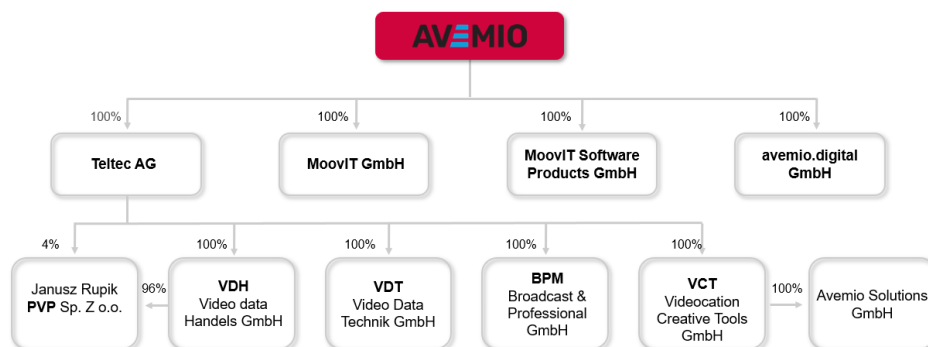 AVEMIO
100%
100%
100%
100%
Teltec AG
MoovIT GmbH
MoovIT Software
Products GmbH
avemio.digital
GmbH
4%
100%
100%
100%
100%
Janusz Rupik
PVP Sp. Z o.o.
96%
VDH
Video data
Handels GmbH
VDT
Video Data
Technik GmbH
BPM
Broadcast &
Professional
GmbH
VCT
Videocation
Creative Tools
GmbH
100%
Avemio Solutions
GmbH